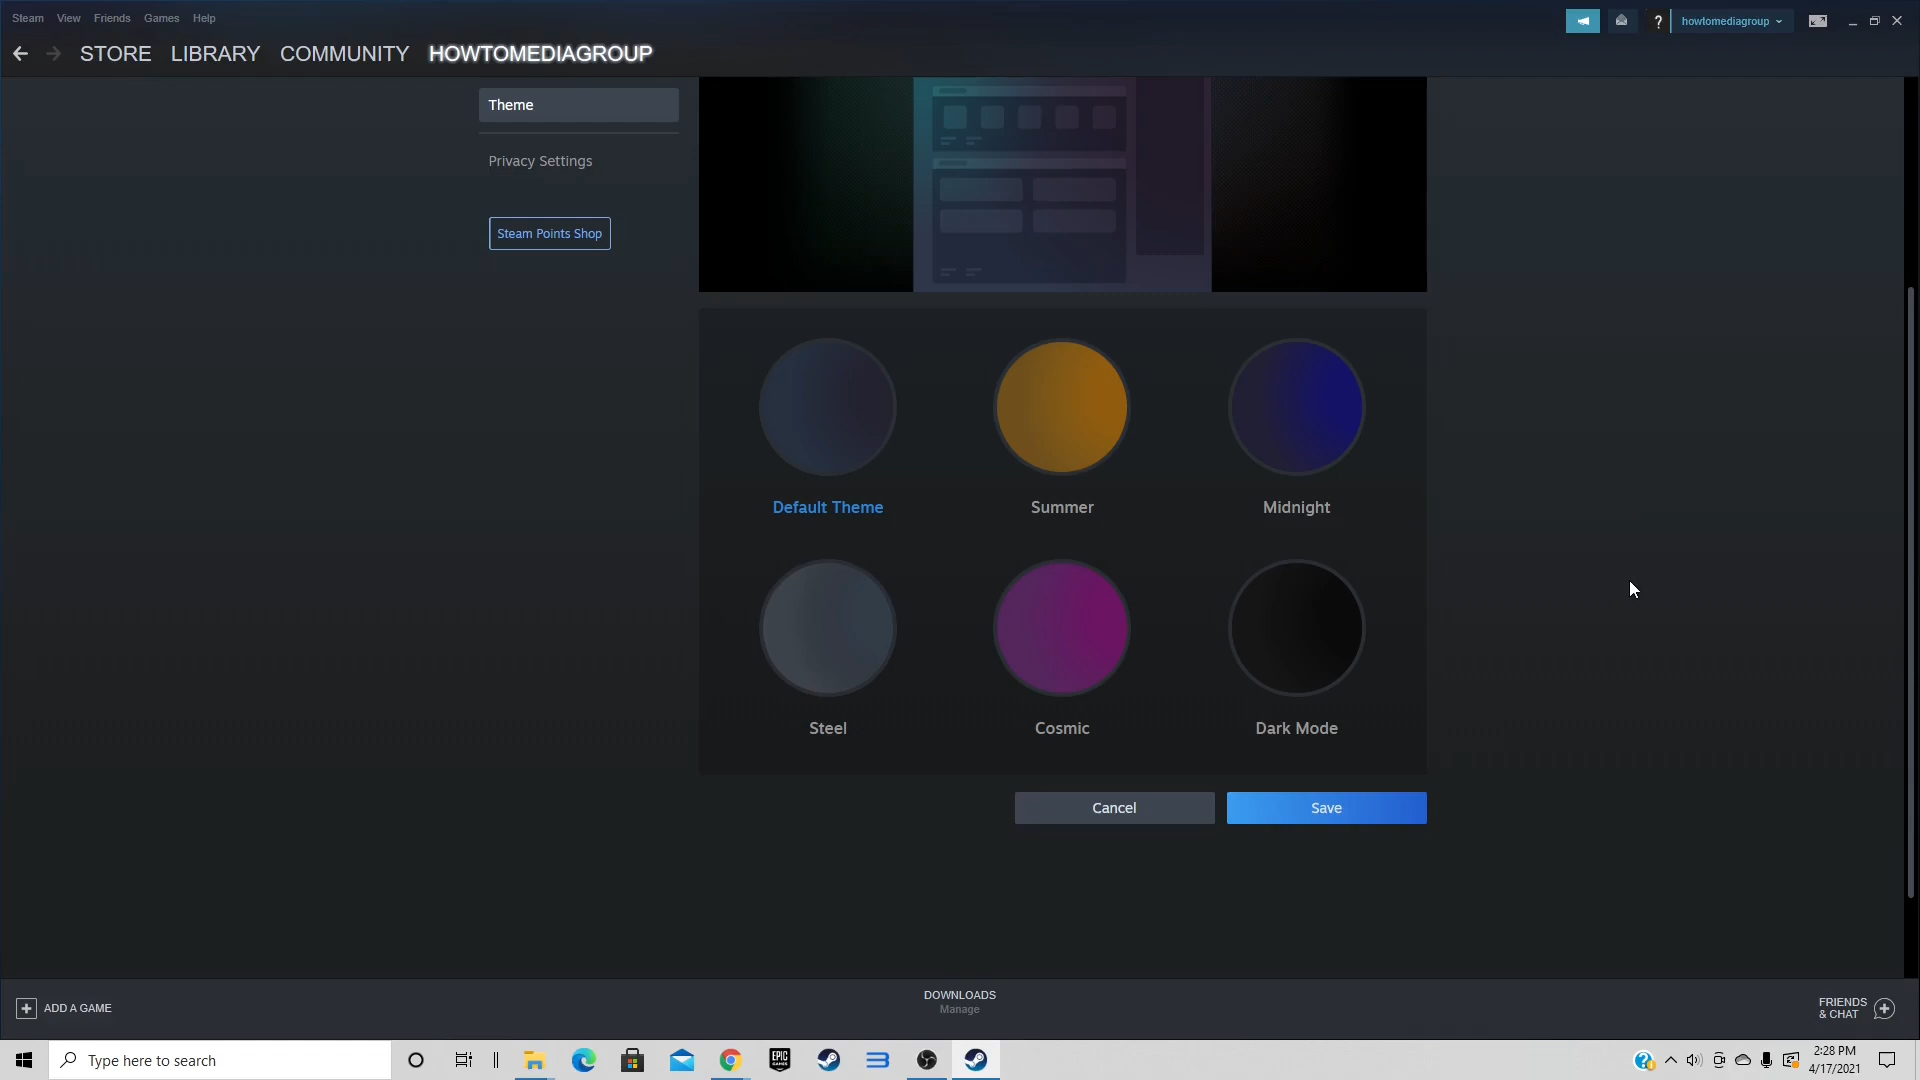 Steam View Friends Games Help
? howtomediagroup
STORE LIBRARY COMMUNITY HOWTOMEDIAGROUP
Theme
Privacy Settings
Steam Points Shop
Default Theme Summer Midnight
Steel Cosmic Dark Mode
Cancel Save
+ ADD A GAME
DOWNLOADS
Manage
FRIENDS
& CHAT +
Type here to search
EPIC
GAMES
2:28 PM
4/17/2021